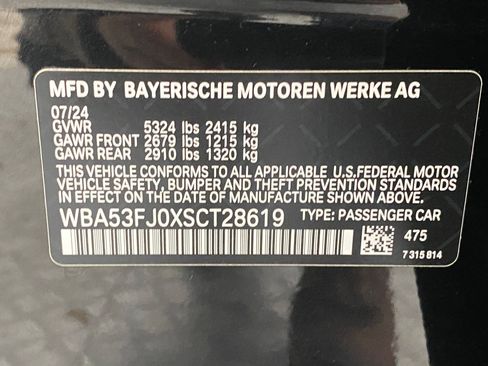 MFD BY BAYERISCHE MOTOREN WERKE AG
07/24
GVWR 5324 lbs 2415 kg
GAWR FRONT 2679 lbs 1215 kg
GAWR REAR 2910 lbs 1320 kg
THIS VEHICLE CONFORMS TO ALL APPLICABLE U.S.FEDERAL MOTOR
VEHICLE SAFETY, BUMPER AND THEFT PREVENTION STANDARDS
IN EFFECT ON THE DATE OF MANUFACTURE SHOWN ABOVE.
WBA53FJ0XSCT28619 TYPE: PASSENGER CAR
475
7 315 814